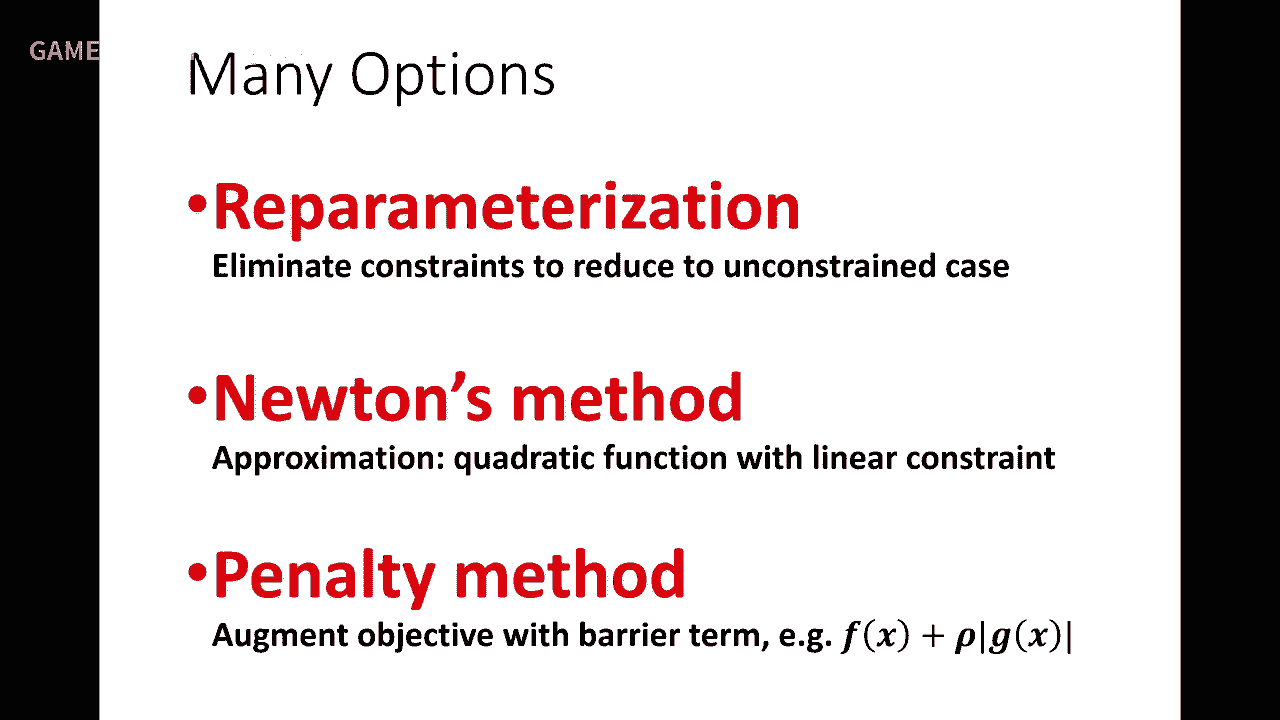 GAME
Many Options
•Reparameterization
Eliminate constraints to reduce to unconstrained case
•Newton’s method
Approximation: quadratic function with linear constraint
•Penalty method
Augment objective with barrier term, e.g. f(x) + ρ|g(x)|